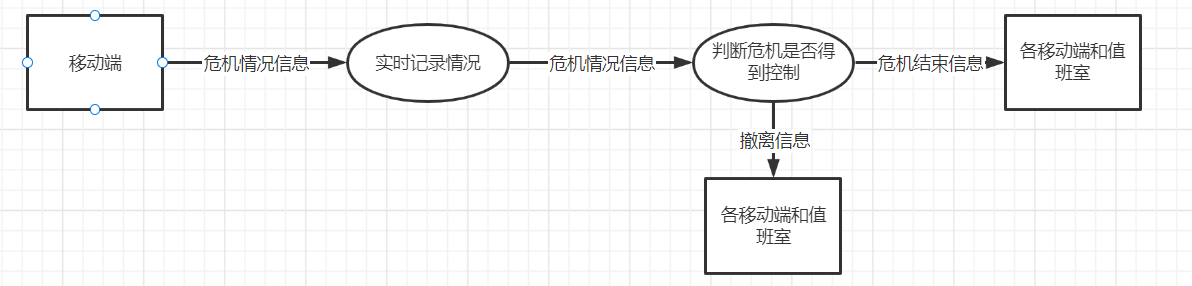 移动端
危机情况信息
实时记录情况
危机情况信息
判断危机是否得
到控制
危机结束信息
各移动端和值
班室
撤离信息
各移动端和值
班室